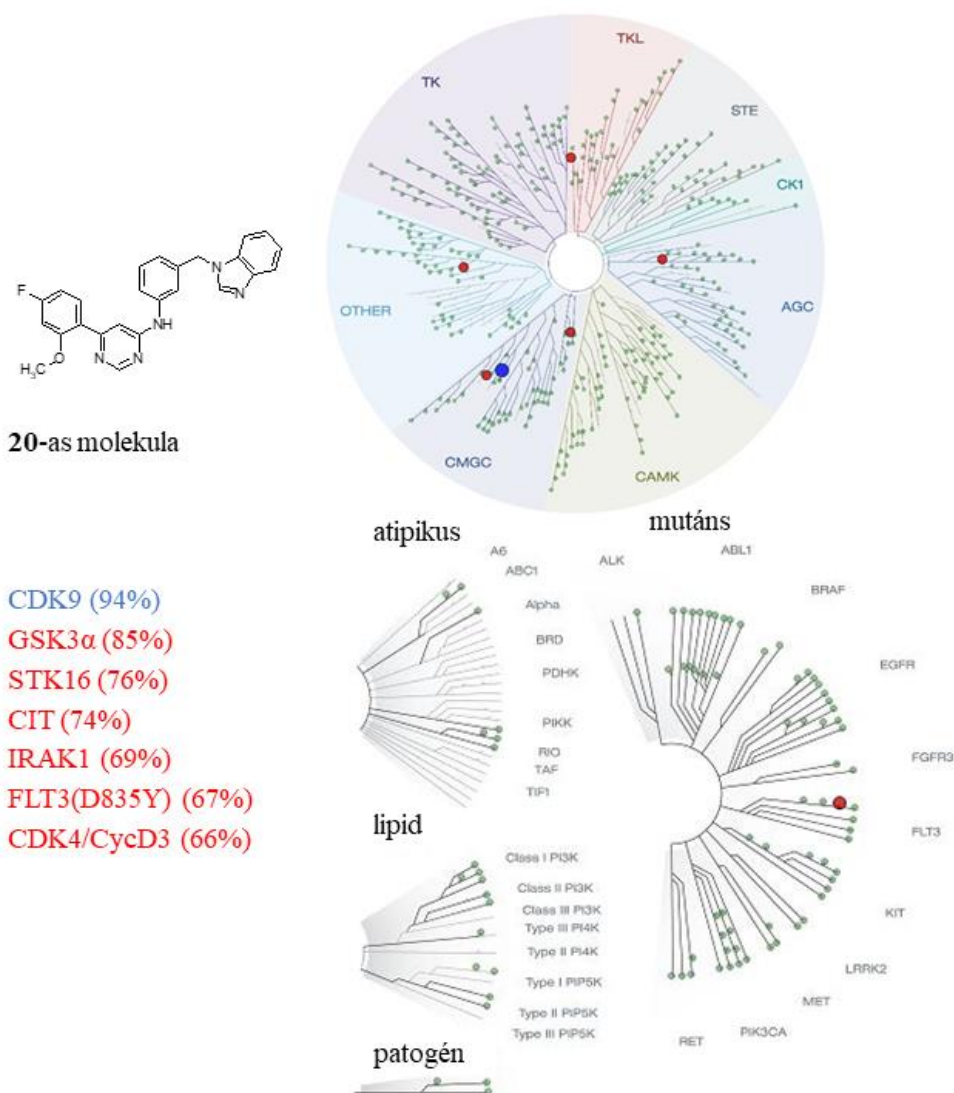 TKL
TK
STE
CK1
AGC
OTHER
CMGC
CAMK
F
O
H₃C
N
N
NH
N
N
20-as molekula
CDK9 (94%)
GSK3α (85%)
STK16 (76%)
CIT (74%)
IRAK1 (69%)
FLT3(D835Y) (67%)
CDK4/CycD3 (66%)
atipikus
A6
ABC1
Alpha
BRD
PDHK
PIKK
RIO
TAF
TIF1
lipid
Class I PI3K
Class II PI3K
Class III PI3K
Type III PI4K
Type II PI4K
Type I PIP5K
Type II PIP5K
Type III PIP5K
patogén
mutáns
ALK
ABL1
BRAF
EGFR
FGFR3
FLT3
KIT
LRRK2
MET
PIK3CA
RET